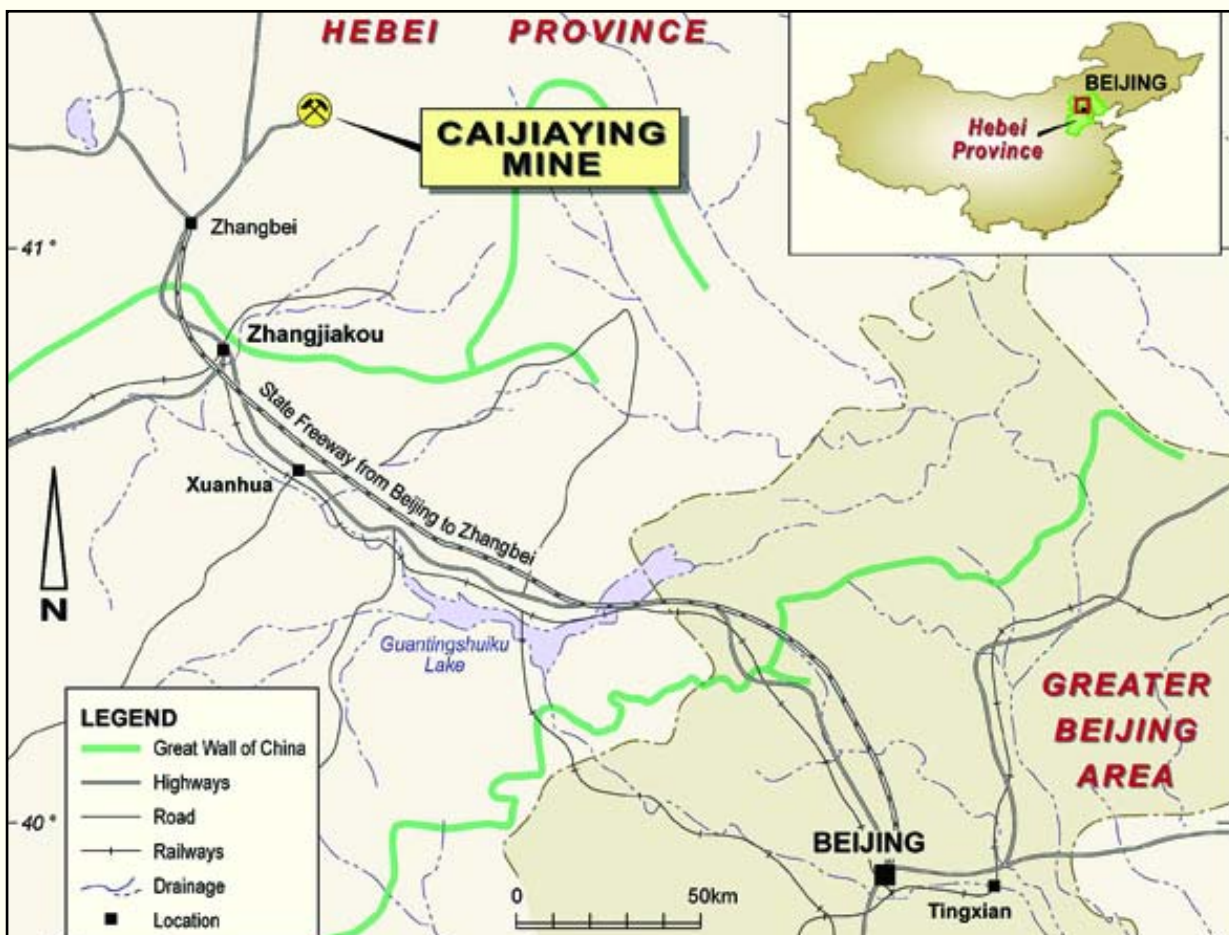 HEBEI PROVINCE
BEIJING
Hebei
Province
CAIJIAYING
MINE
Zhangbei
41°
Zhangjiakou
State Freeway from Beijing to Zhangbei
Xuanhua
N
Guantingshuiku
Lake
GREATER
BEIJING
AREA
LEGEND
Great Wall of China
Highways
Road
Railways
Drainage
Location
40°
BEIJING
0 50km
Tingxian